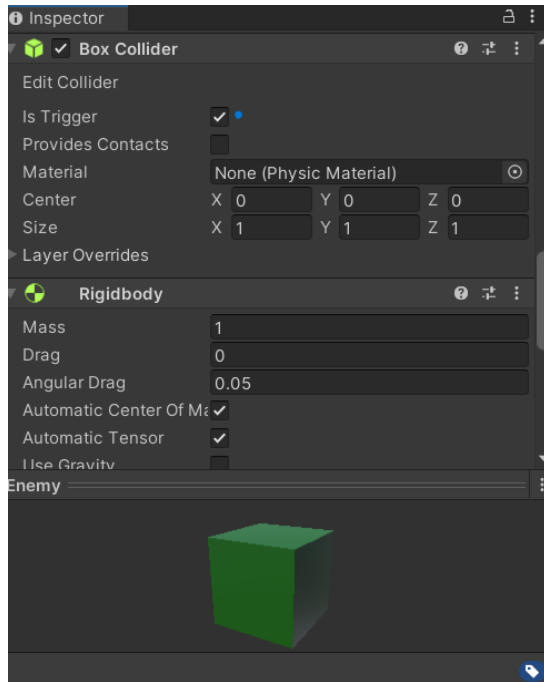 Inspector
Box Collider
Edit Collider
Is Trigger
Provides Contacts
Material None (Physic Material)
Center X 0 Y 0 Z 0
Size X 1 Y 1 Z 1
Layer Overrides
Rigidbody
Mass 1
Drag 0
Angular Drag 0.05
Automatic Center Of Ma
Automatic Tensor
Use Gravity
Enemy